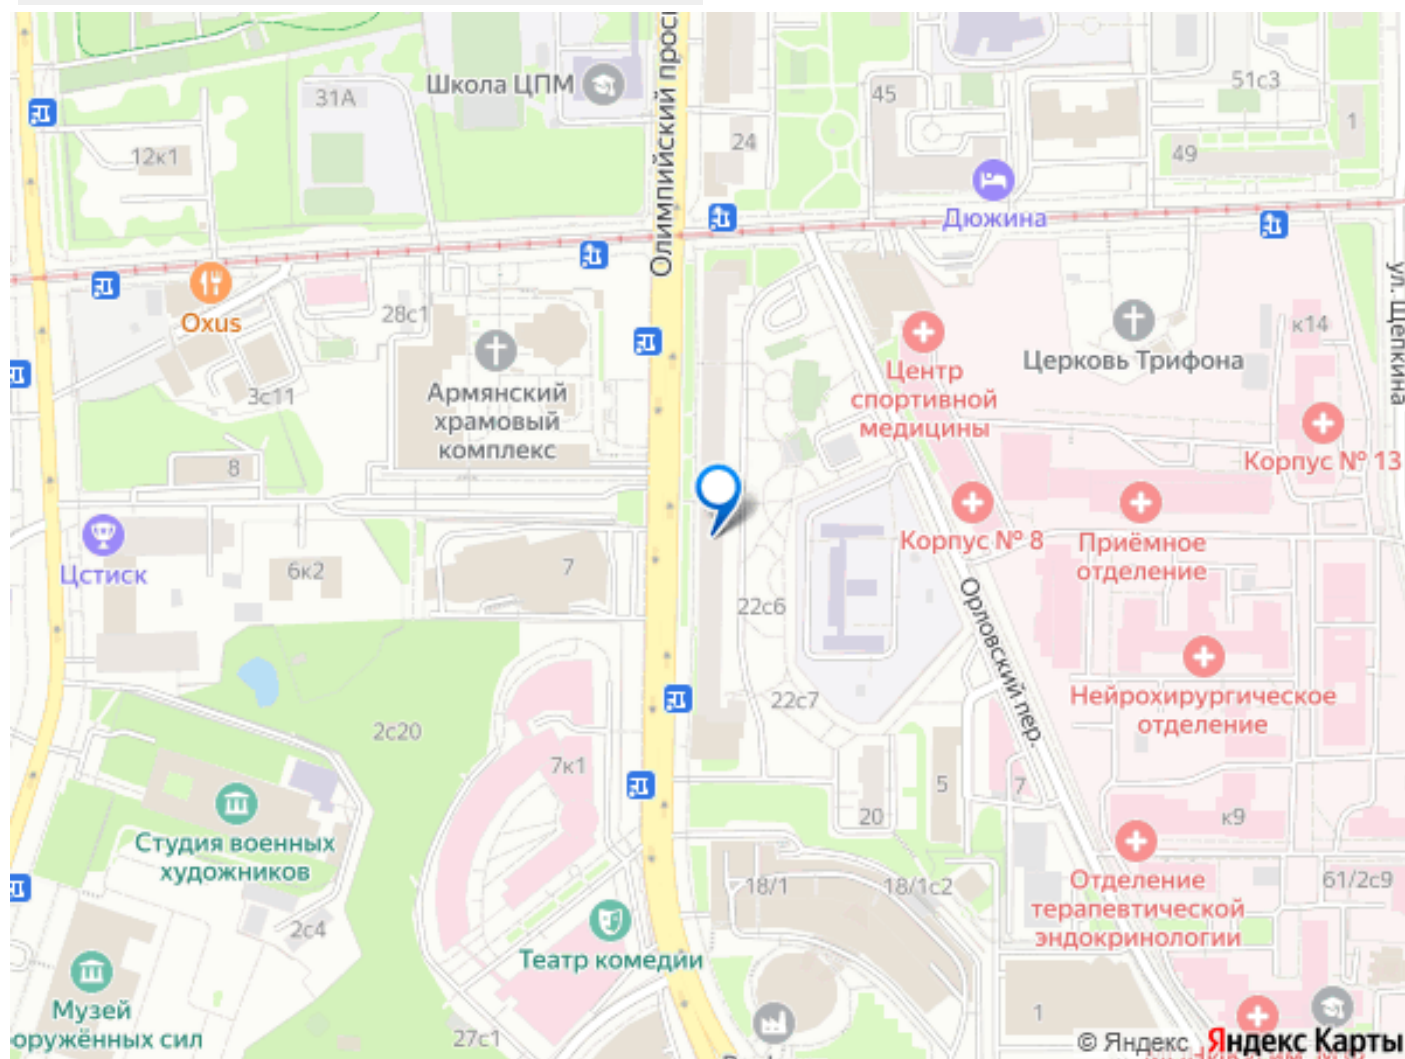 Олимпийский прос
Школа ЦПМ
31А
12к1
24
45
51с3
1
49
Дюжина
Oxus
28с1
3с11
Армянский
храмовый
комплекс
8
Центр
спортивной
медицины
Церковь Трифона
к14
ул. Щепкина
Корпус № 13
Цстиск
6к2
7
22с6
22с7
Корпус № 8
Приёмное
отделение
Орловский пер.
Нейрохирургическое
отделение
2с20
7к1
5
7
20
к9
Студия военных
художников
2с4
18/1
18/1с2
Отделение
терапевтической
эндокринологии
61/2с9
Театр комедии
Музей
оружённых сил
27с1
1
© Яндекс Яндекс Карты